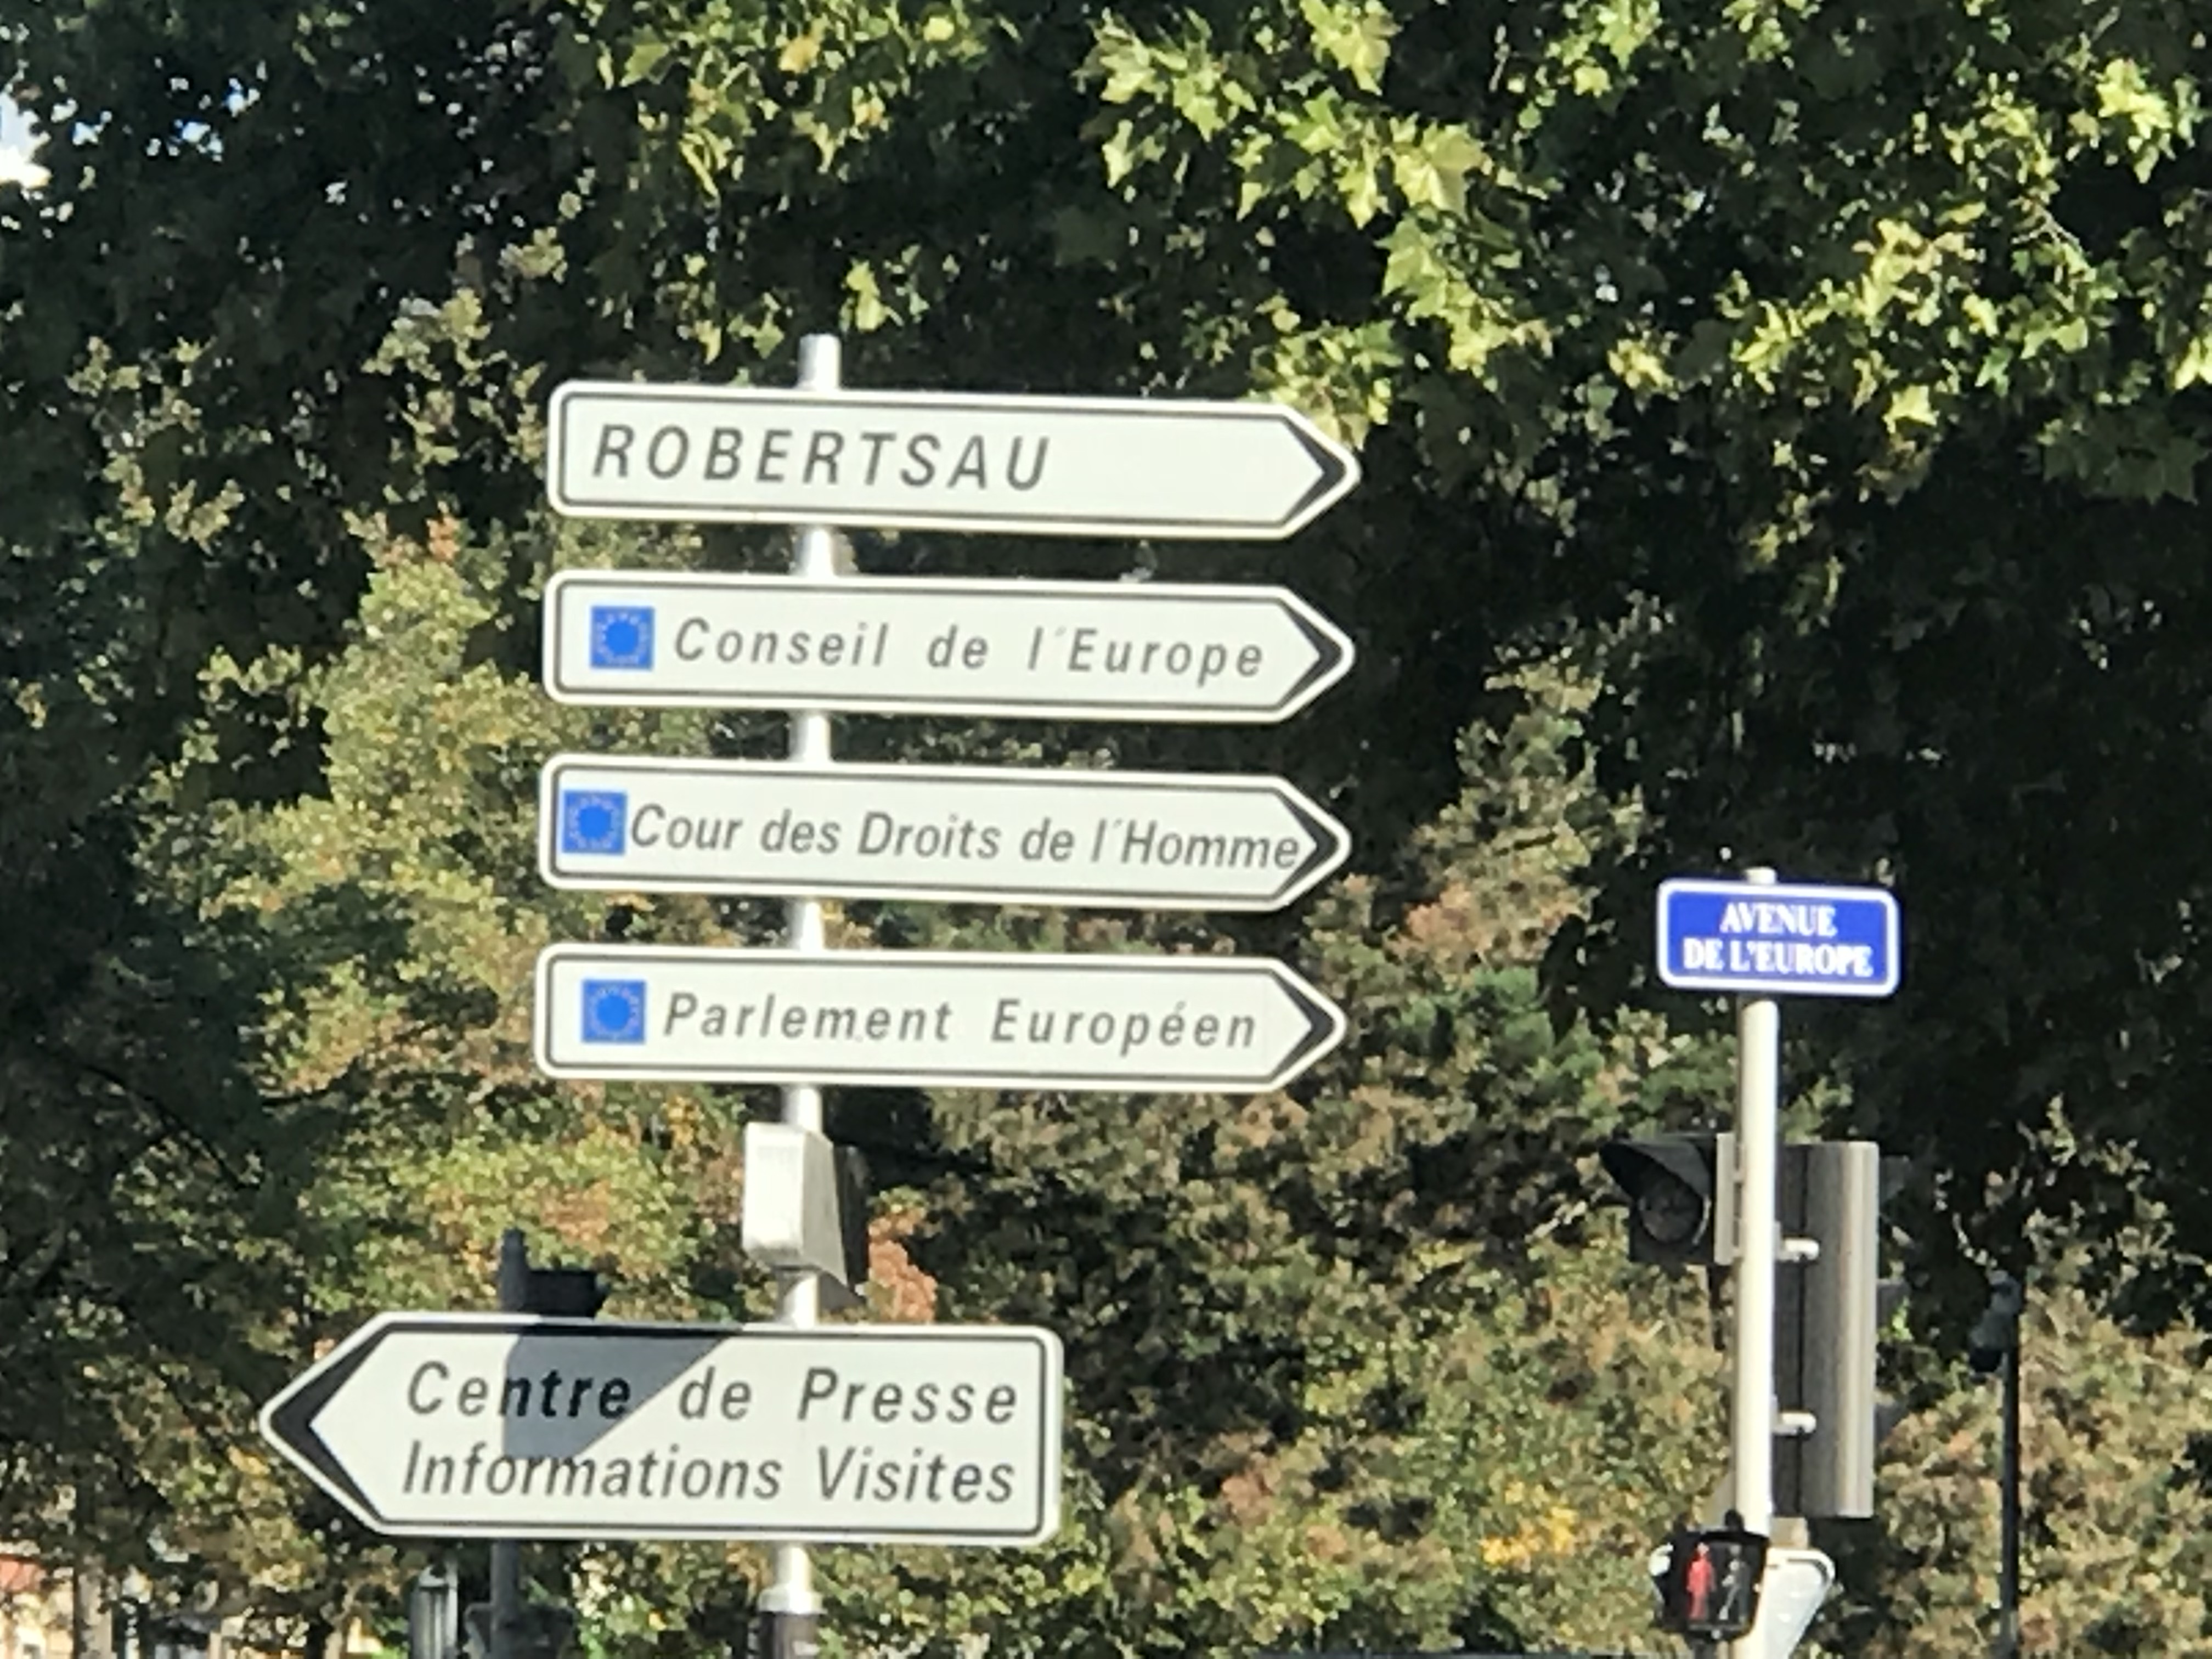 ROBERTSAU
Conseil de l'Europe
Cour des Droits de l'Homme
Parlement Européen
AVENUE
DE L'EUROPE
Centre de Presse
Informations Visites